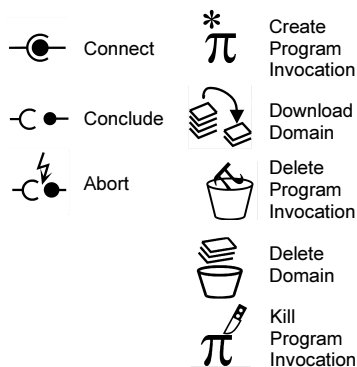 Connect
Conclude
Abort
*π
Create
Program
Invocation
Download
Domain
Delete
Program
Invocation
Delete
Domain
π
Kill
Program
Invocation